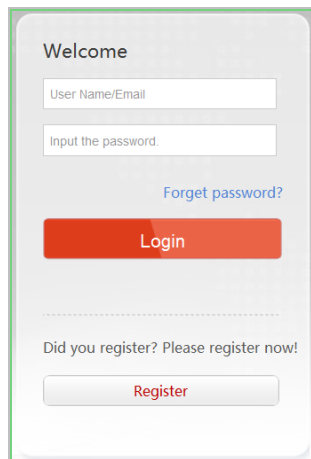 Welcome
User Name/Email
Input the password.
Forget password?
Login
Did you register? Please register now!
Register